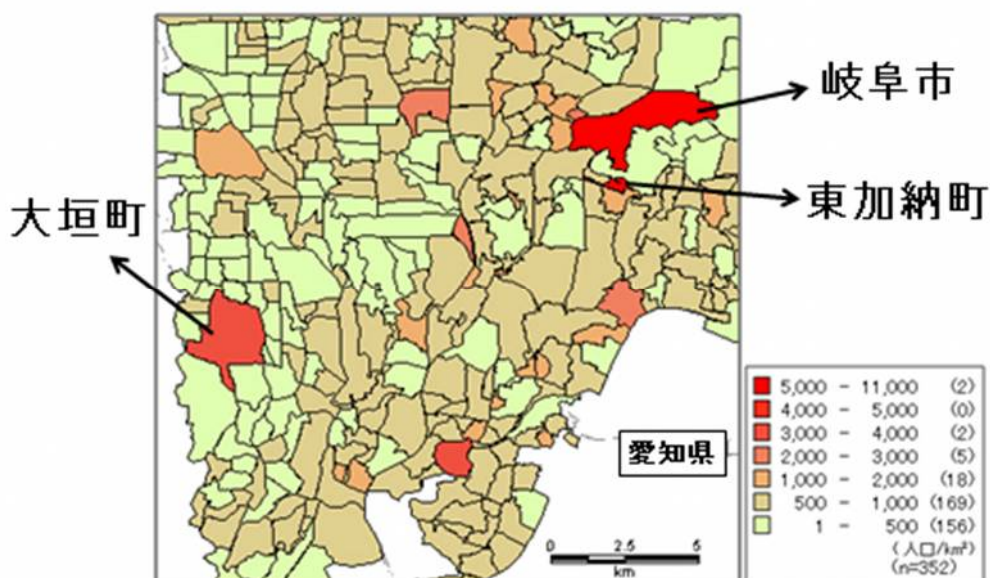 岐阜市
東加納町
大垣町
愛知県
5,000 - 11,000 (2)
4,000 - 5,000 (0)
3,000 - 4,000 (2)
2,000 - 3,000 (5)
1,000 - 2,000 (18)
500 - 1,000 (169)
1 - 500 (156)
(人口/km²)
(n=352)
0 2.5 5
km